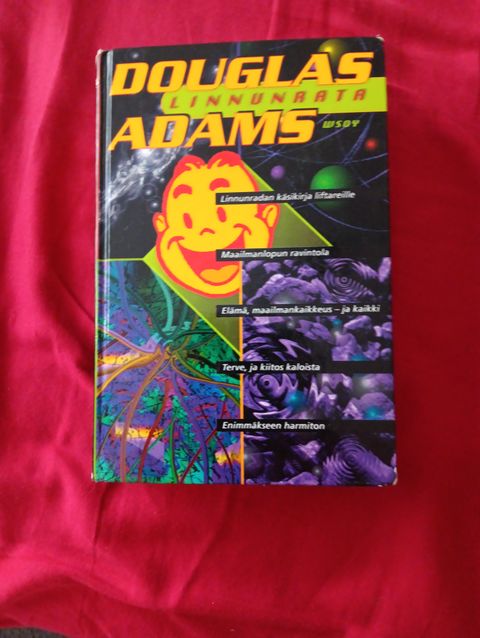 DOUGLAS
LINNUNRATA
ADAMS WSOY
Linnunradan käsikirja liftareille
Maailmanlopun ravintola
Elämä, maailmankaikkeus – ja kaikki
Terve, ja kiitos kaloista
Enimmäkseen harmiton